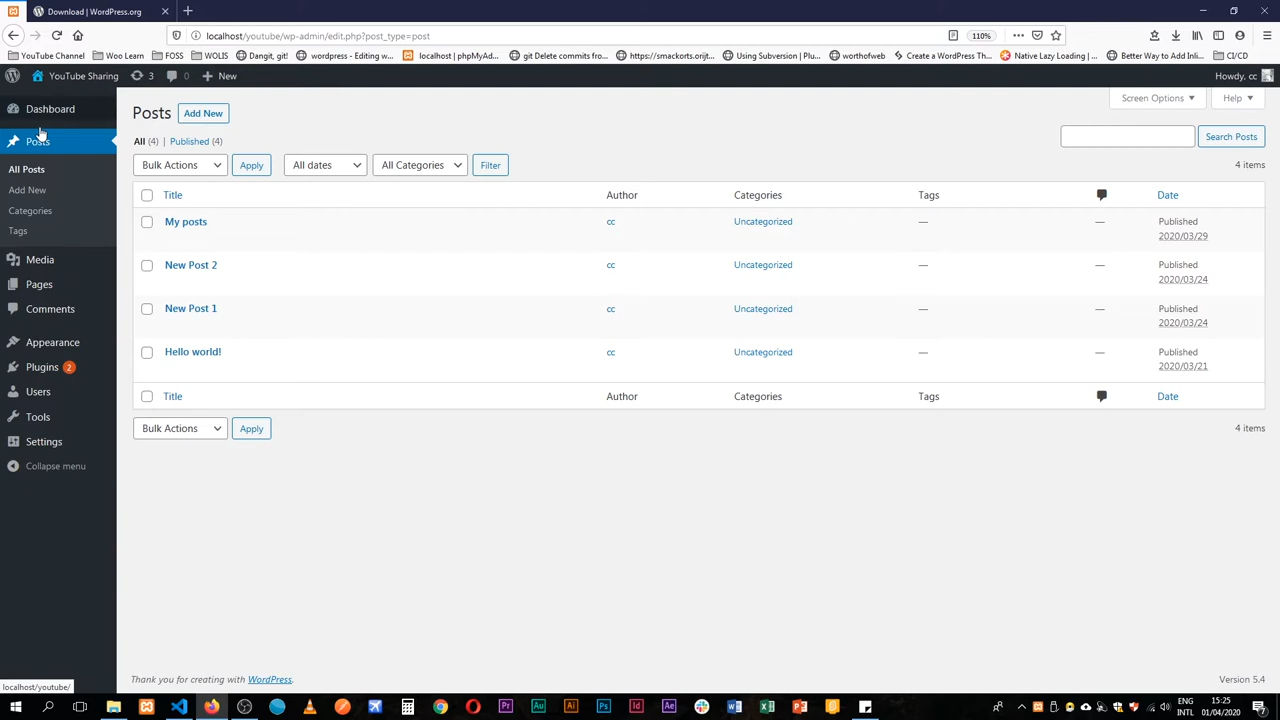 Download | WordPress.org
localhost/youtube/wp-admin/edit.php?post_type=post
110%
YouTube Channel
Woo Learn
FOSS
WOLIS
Dangit, git!
wordpress - Editing w...
localhost | phpMyAd...
git Delete commits fro...
https://smackorts.orijt...
Using Subversion | Plu...
worthofweb
Create a WordPress Th...
Native Lazy Loading | ...
Better Way to Add Inli...
CI/CD
YouTube Sharing
3
0
New
Howdy, cc
Dashboard
Posts
All Posts
Add New
Categories
Tags
Media
Pages
Comments
Appearance
Plugins 2
Users
Tools
Settings
Collapse menu
Posts
Add New
Screen Options
Help
All (4) | Published (4)
Search Posts
Bulk Actions
Apply
All dates
All Categories
Filter
4 items
Title Author Categories Tags Date
My posts cc Uncategorized — — Published
2020/03/29
New Post 2 cc Uncategorized — — Published
2020/03/24
New Post 1 cc Uncategorized — — Published
2020/03/24
Hello world! cc Uncategorized — — Published
2020/03/21
Title Author Categories Tags Date
Bulk Actions
Apply
4 items
Thank you for creating with WordPress.
Version 5.4
localhost/youtube/
Pr
Au
Ai
Ps
Id
Ae
ENG
INTL
15:25
01/04/2020